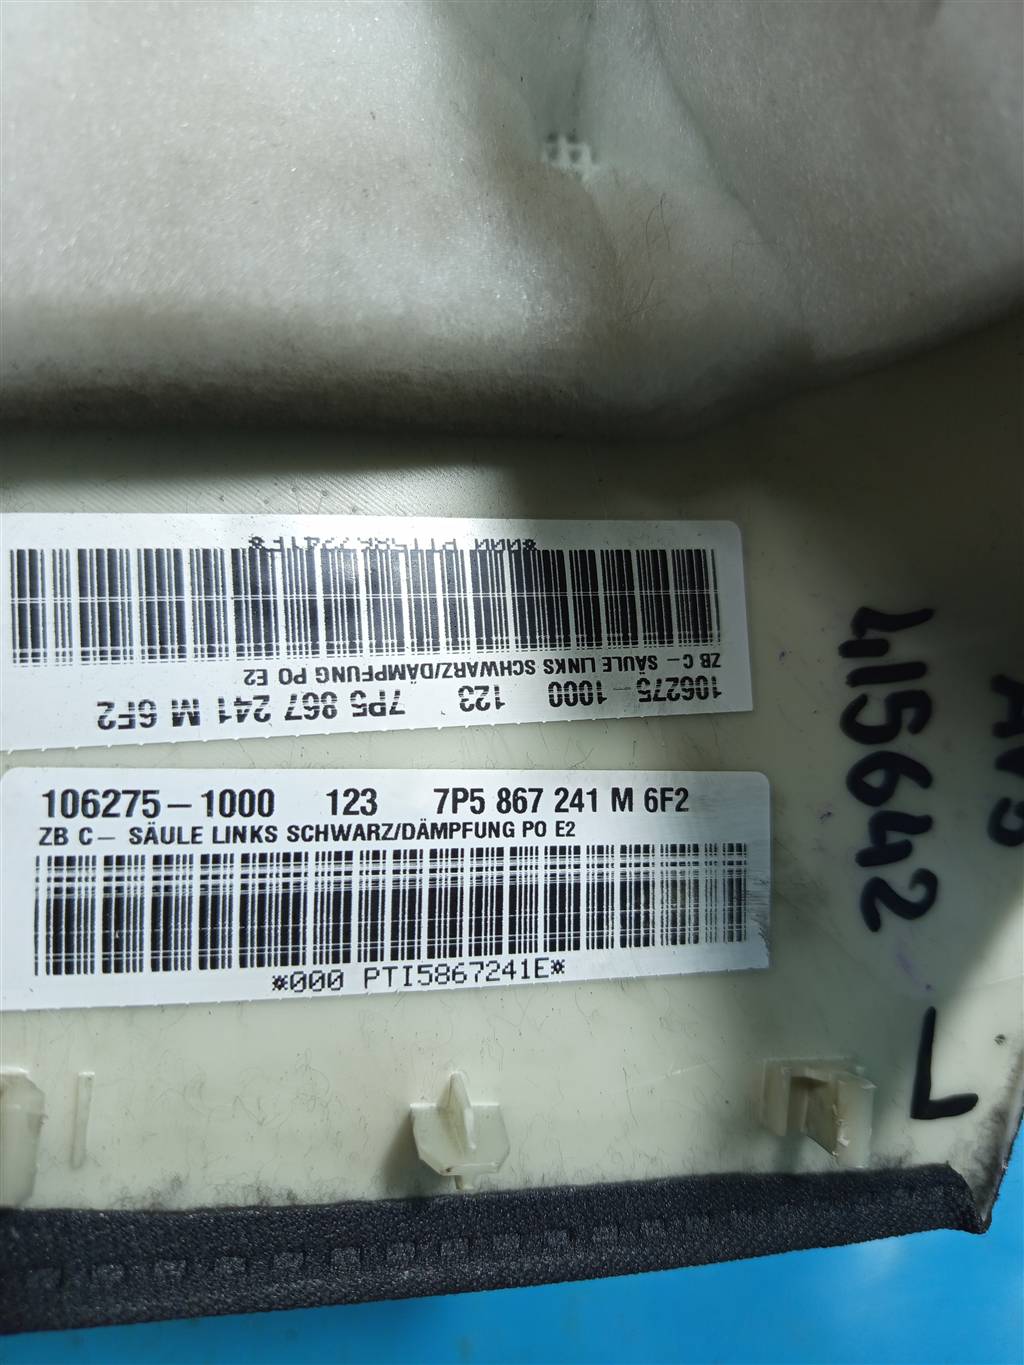 *000 PTI5867241E*
ZB C- SÄULE LINKS SCHWARZ/DÄMPFUNG PO E2
106275-1000 123 7P5 867 241 M 6F2
106275-1000 123 7P5 867 241 M 6F2
ZB C- SÄULE LINKS SCHWARZ/DÄMPFUNG PO E2
*000 PTI5867241E*
415642
L